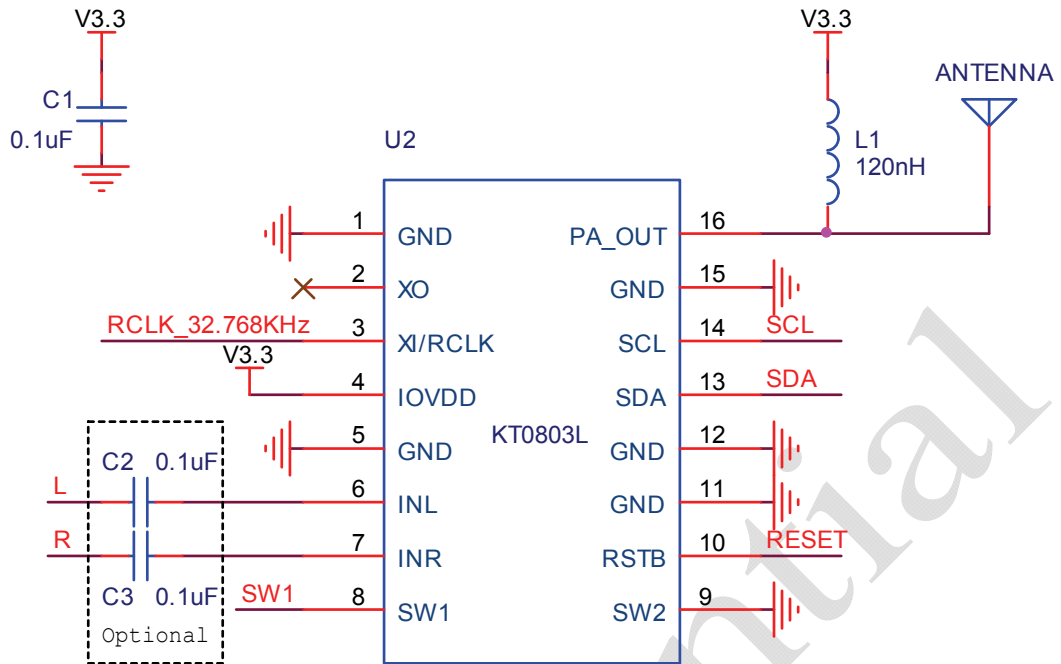 V3.3
C1
0.1uF
V3.3
L1
120nH
ANTENNA
U2
KT0803L
1 GND
2 XO
RCLK_32.768KHz 3 XI/RCLK
V3.3
4 IOVDD
5 GND
C2 0.1uF
L 6 INL
R 7 INR
C3 0.1uF
Optional
SW1 8 SW1
PA_OUT 16
GND 15
SCL 14 SCL
SDA 13 SDA
GND 12
GND 11
RSTB 10 RESET
SW2 9